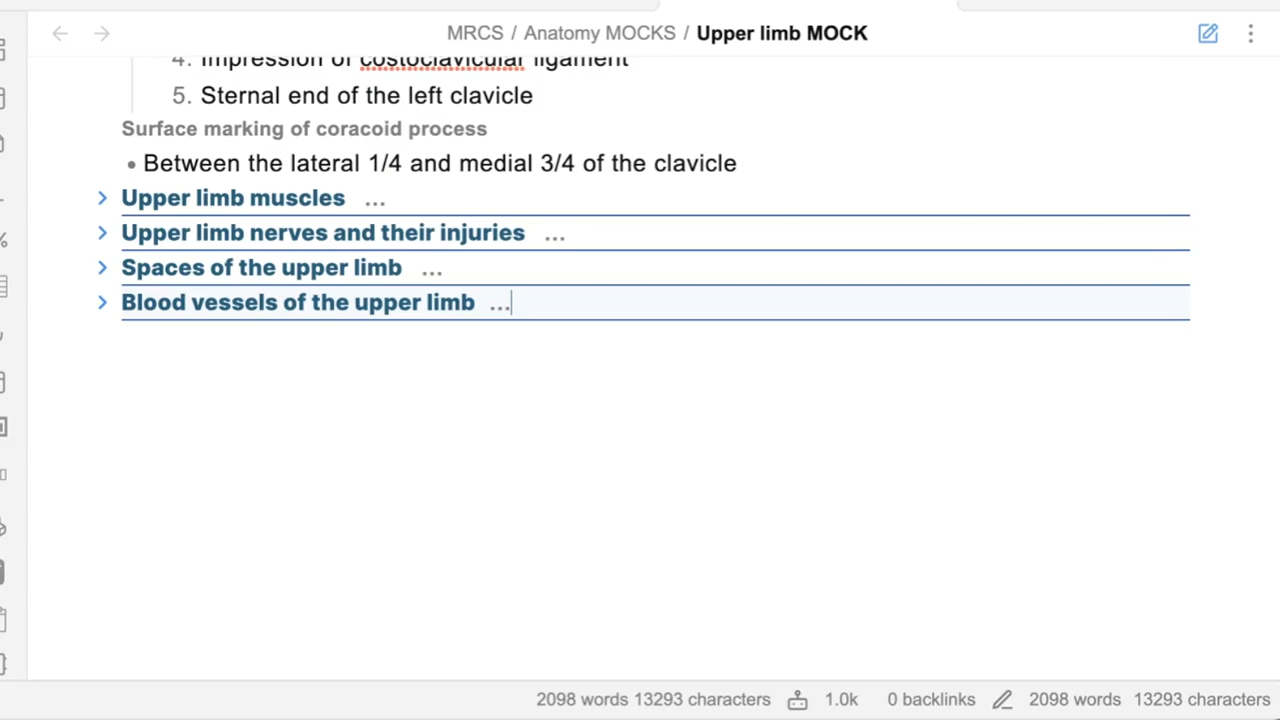 MRCS / Anatomy MOCKS / Upper limb MOCK
4. Impression of costoclavicular ligament
5. Sternal end of the left clavicle
Surface marking of coracoid process
• Between the lateral 1/4 and medial 3/4 of the clavicle
Upper limb muscles ...
Upper limb nerves and their injuries ...
Spaces of the upper limb ...
Blood vessels of the upper limb ...
2098 words 13293 characters 1.0k 0 backlinks 2098 words 13293 characters